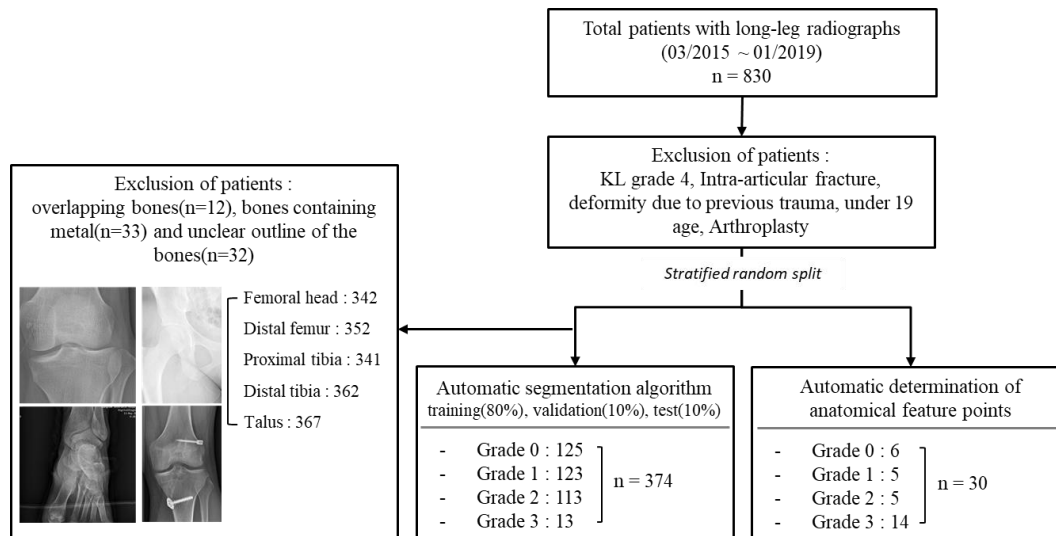 Total patients with long-leg radiographs
(03/2015 ~ 01/2019)
n = 830
Exclusion of patients :
KL grade 4, Intra-articular fracture,
deformity due to previous trauma, under 19
age, Arthroplasty
Stratified random split
Exclusion of patients :
overlapping bones(n=12), bones containing
metal(n=33) and unclear outline of the
bones(n=32)
Femoral head : 342
Distal femur : 352
Proximal tibia : 341
Distal tibia : 362
Talus : 367
Automatic segmentation algorithm
training(80%), validation(10%), test(10%)
- Grade 0 : 125
- Grade 1 : 123
- Grade 2 : 113
- Grade 3 : 13
n = 374
Automatic determination of
anatomical feature points
- Grade 0 : 6
- Grade 1 : 5
- Grade 2 : 5
- Grade 3 : 14
n = 30